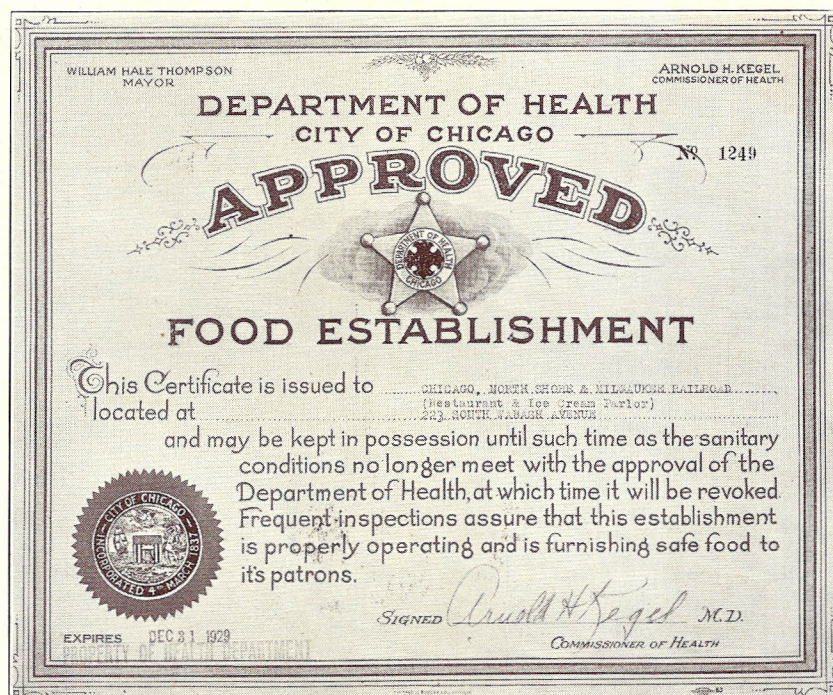 WILLIAM HALE THOMPSON
MAYOR
ARNOLD H. KEGEL
COMMISSIONER OF HEALTH
DEPARTMENT OF HEALTH
CITY OF CHICAGO
Nº 1249
APPROVED
DEPARTMENT OF HEALTH
CHICAGO
FOOD ESTABLISHMENT
This Certificate is issued to CHICAGO, NORTH SHORE & MILWAUKEE RAILROAD
(Restaurant & Ice Cream Parlor)
located at 223 SOUTH WABASH AVENUE
and may be kept in possession until such time as the sanitary
conditions no longer meet with the approval of the
Department of Health, at which time it will be revoked.
Frequent inspections assure that this establishment
is properly operating and is furnishing safe food to
it's patrons.
CITY OF CHICAGO
INCORPORATED 4TH MARCH 1837
SIGNED Arnold H Kegel M.D.
COMMISSIONER OF HEALTH
EXPIRES DEC 31 1929
PROPERTY OF HEALTH DEPARTMENT